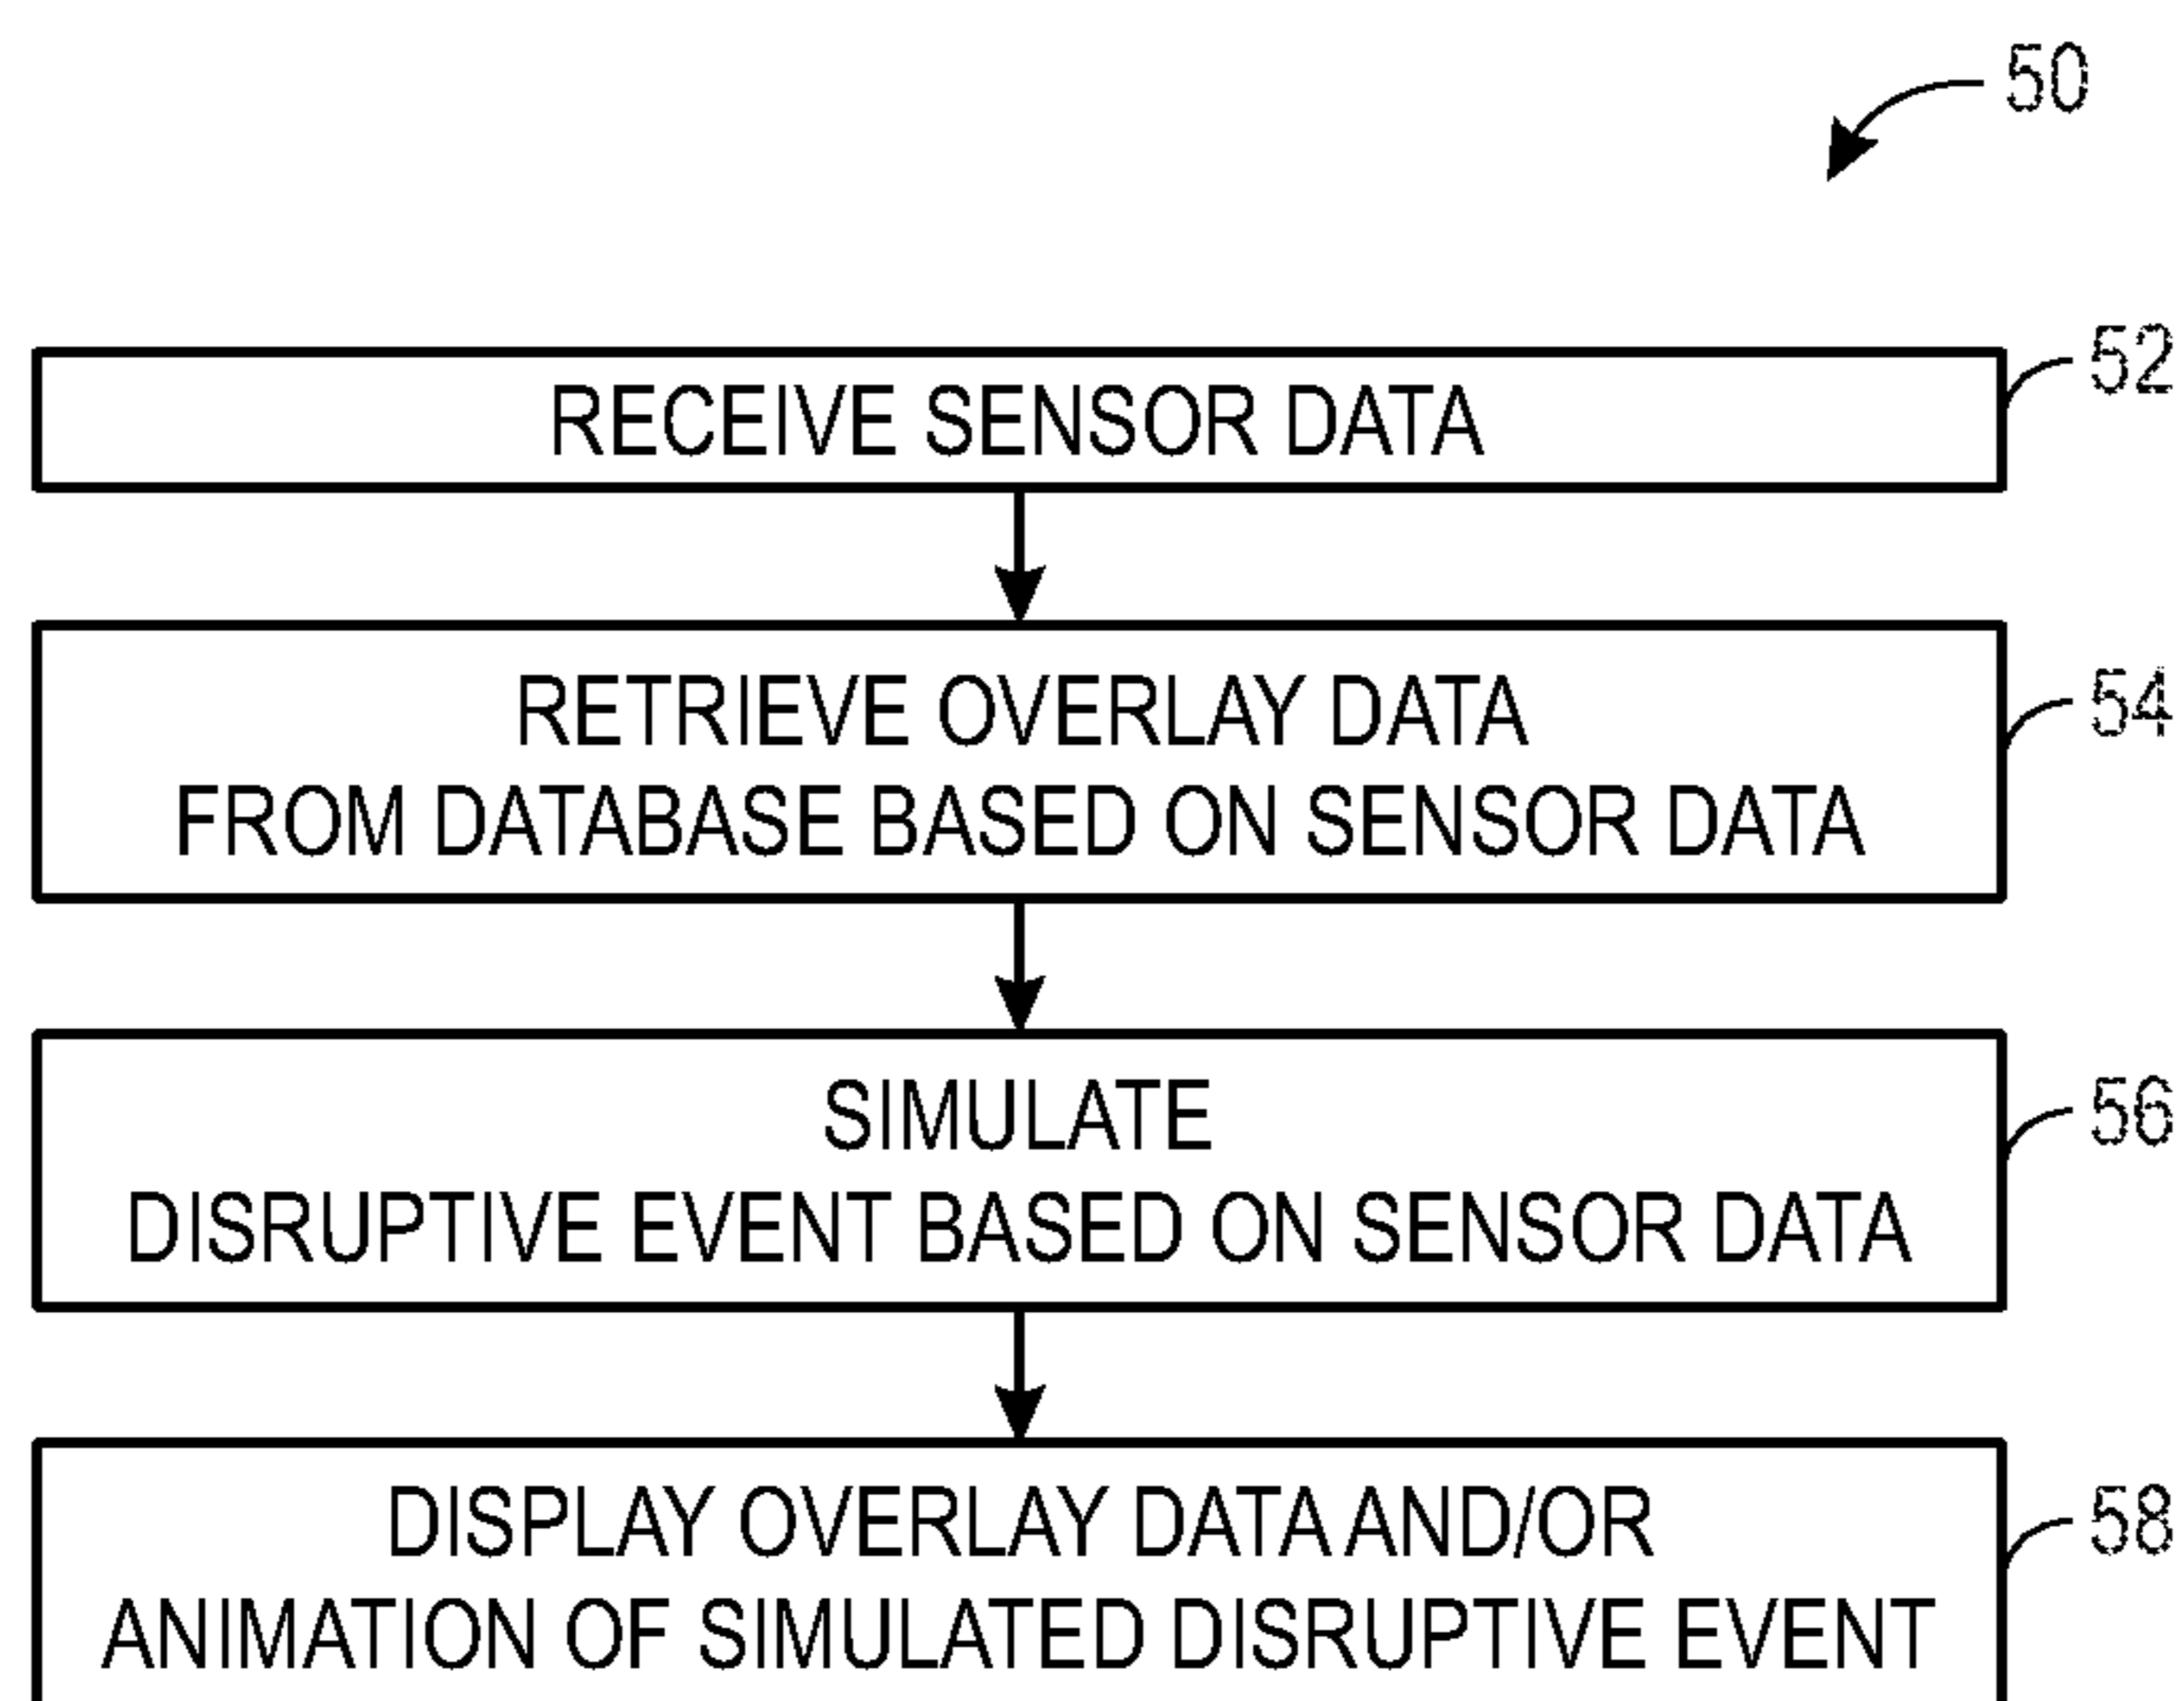 50
RECEIVE SENSOR DATA
52
RETRIEVE OVERLAY DATA
FROM DATABASE BASED ON SENSOR DATA
54
SIMULATE
DISRUPTIVE EVENT BASED ON SENSOR DATA
56
DISPLAY OVERLAY DATA AND/OR
ANIMATION OF SIMULATED DISRUPTIVE EVENT
58